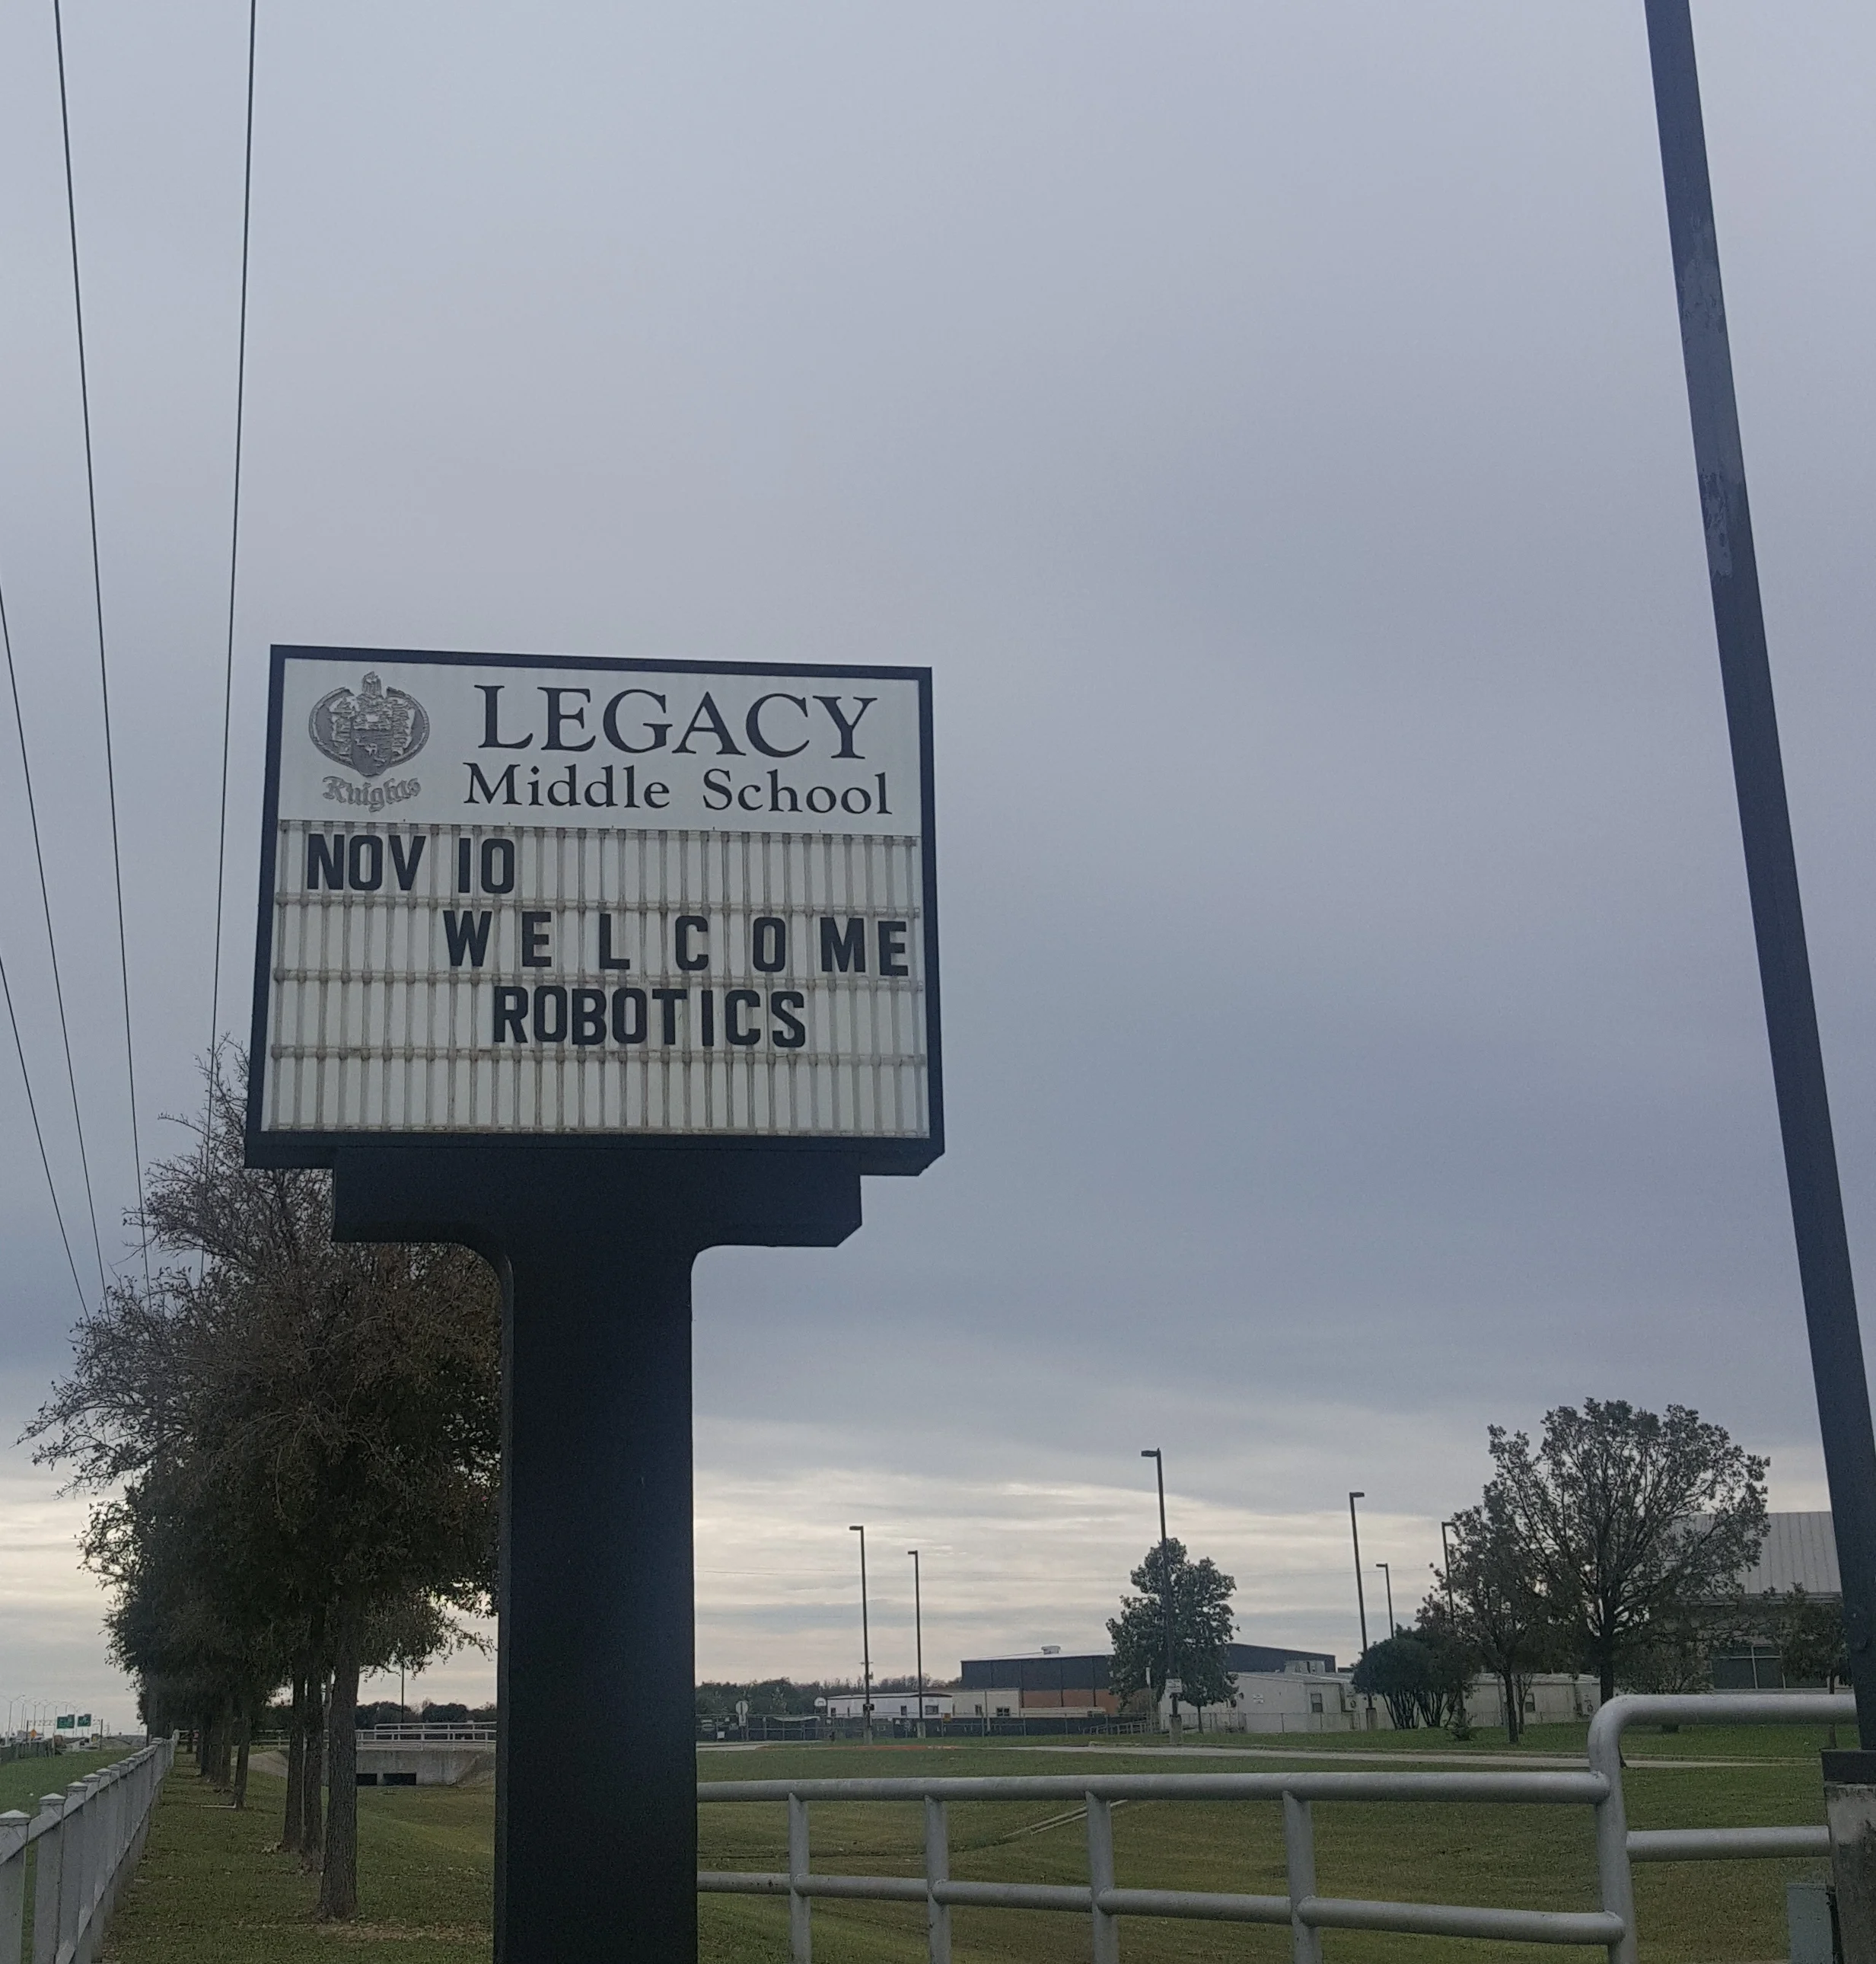 LEGACY
Middle School
Knights
NOV 10
WELCOME
ROBOTICS